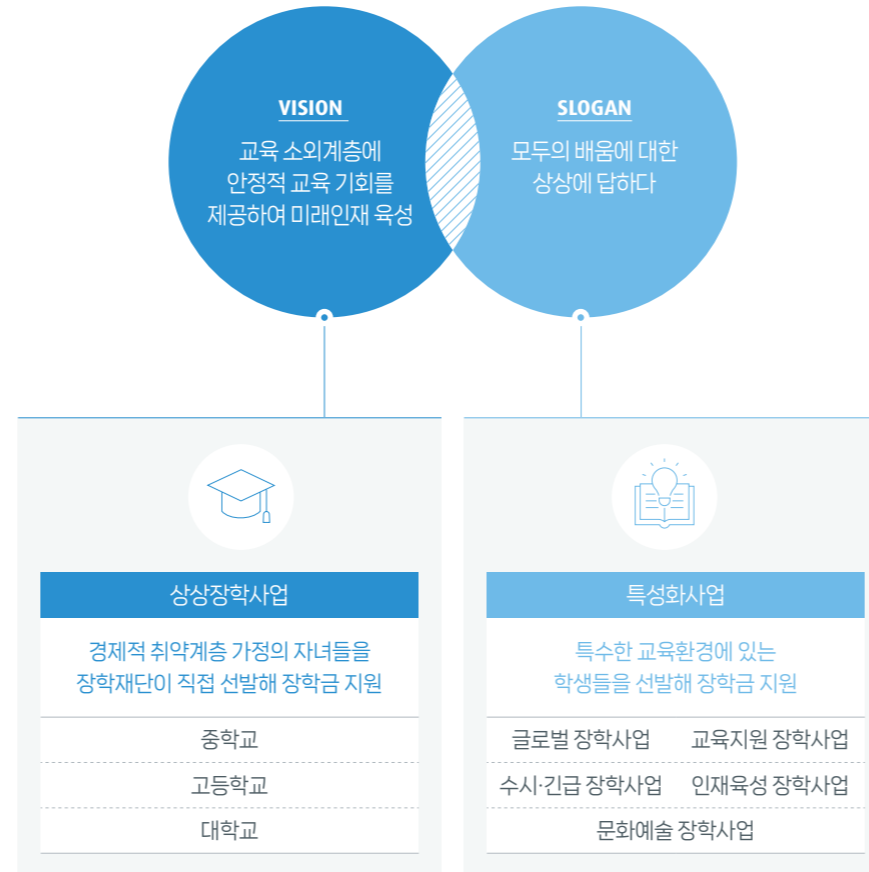 VISION
교육 소외계층에
안정적 교육 기회를
제공하여 미래인재 육성
SLOGAN
모두의 배움에 대한
상상에 답하다
상상장학사업
경제적 취약계층 가정의 자녀들을
장학재단이 직접 선발해 장학금 지원
중학교
고등학교
대학교
특성화사업
특수한 교육환경에 있는
학생들을 선발해 장학금 지원
글로벌 장학사업 교육지원 장학사업
수시·긴급 장학사업 인재육성 장학사업
문화예술 장학사업